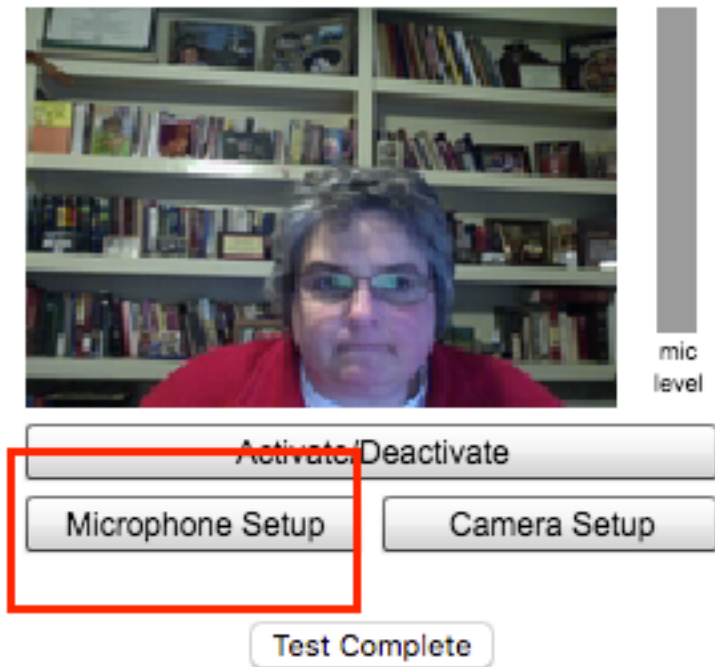 mic
level
Activate/Deactivate
Microphone Setup
Camera Setup
Test Complete